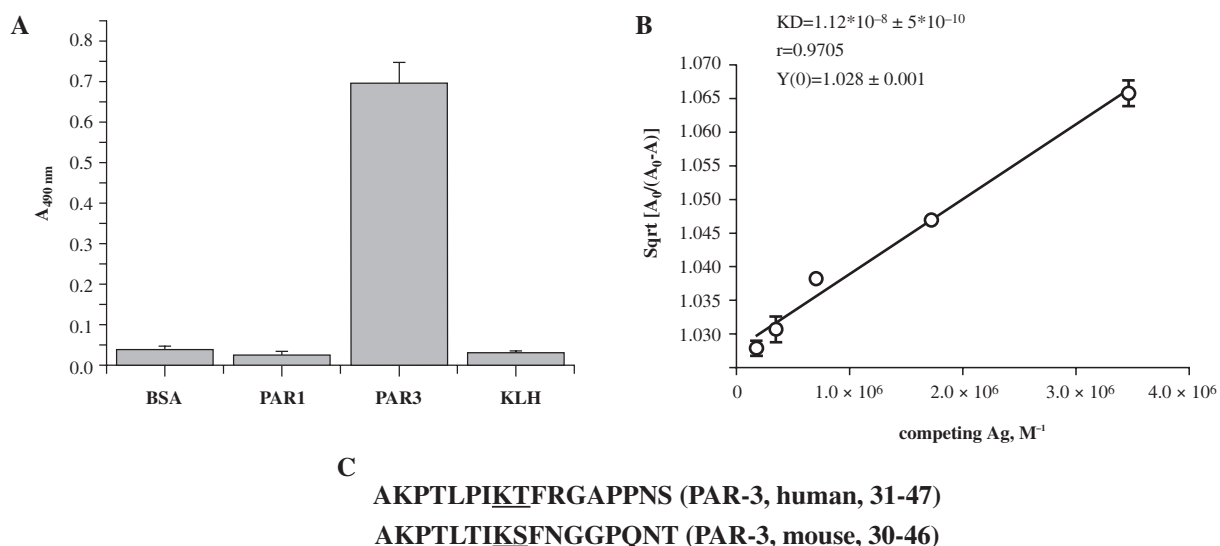 A
A490 nm
0.8
0.7
0.6
0.5
0.4
0.3
0.2
0.1
0.0
BSA PAR1 PAR3 KLH
B
KD=1.12*10⁻⁸ ± 5*10⁻¹⁰
r=0.9705
Y(0)=1.028 ± 0.001
Sqrt [A₀/(A₀-A)]
1.070
1.065
1.060
1.055
1.050
1.045
1.040
1.035
1.030
0 1.0 × 10⁶ 2.0 × 10⁶ 3.0 × 10⁶ 4.0 × 10⁶
competing Ag, M⁻¹
C
AKPTLPIKTFRGAPPNS (PAR-3, human, 31-47)
AKPTLTIKSFNGGPQNT (PAR-3, mouse, 30-46)